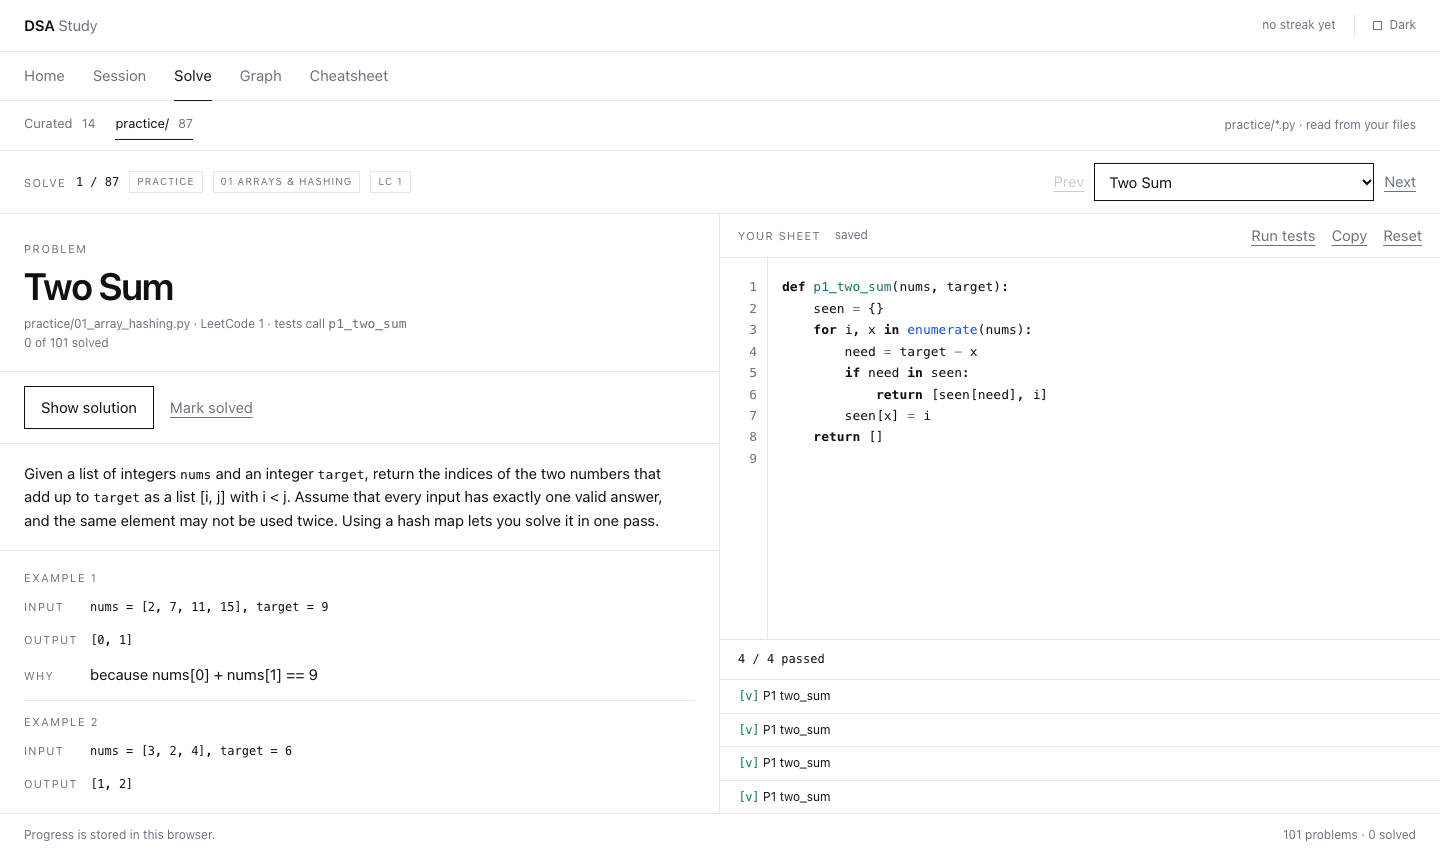 DSA Study
no streak yet
Dark
Home Session Solve Graph Cheatsheet
Curated 14 practice/ 87
practice/*.py · read from your files
SOLVE 1 / 87 PRACTICE 01 ARRAYS & HASHING LC 1
Prev Two Sum Next
PROBLEM
Two Sum
practice/01_array_hashing.py · LeetCode 1 · tests call p1_two_sum
0 of 101 solved
Show solution Mark solved
Given a list of integers nums and an integer target, return the indices of the two numbers that
add up to target as a list [i, j] with i < j. Assume that every input has exactly one valid answer,
and the same element may not be used twice. Using a hash map lets you solve it in one pass.
EXAMPLE 1
INPUT nums = [2, 7, 11, 15], target = 9
OUTPUT [0, 1]
WHY because nums[0] + nums[1] == 9
EXAMPLE 2
INPUT nums = [3, 2, 4], target = 6
OUTPUT [1, 2]
YOUR SHEET saved
Run tests Copy Reset
1 def p1_two_sum(nums, target):
2     seen = {}
3     for i, x in enumerate(nums):
4         need = target - x
5         if need in seen:
6             return [seen[need], i]
7         seen[x] = i
8     return []
9
4 / 4 passed
[v] P1 two_sum
[v] P1 two_sum
[v] P1 two_sum
[v] P1 two_sum
Progress is stored in this browser.
101 problems · 0 solved